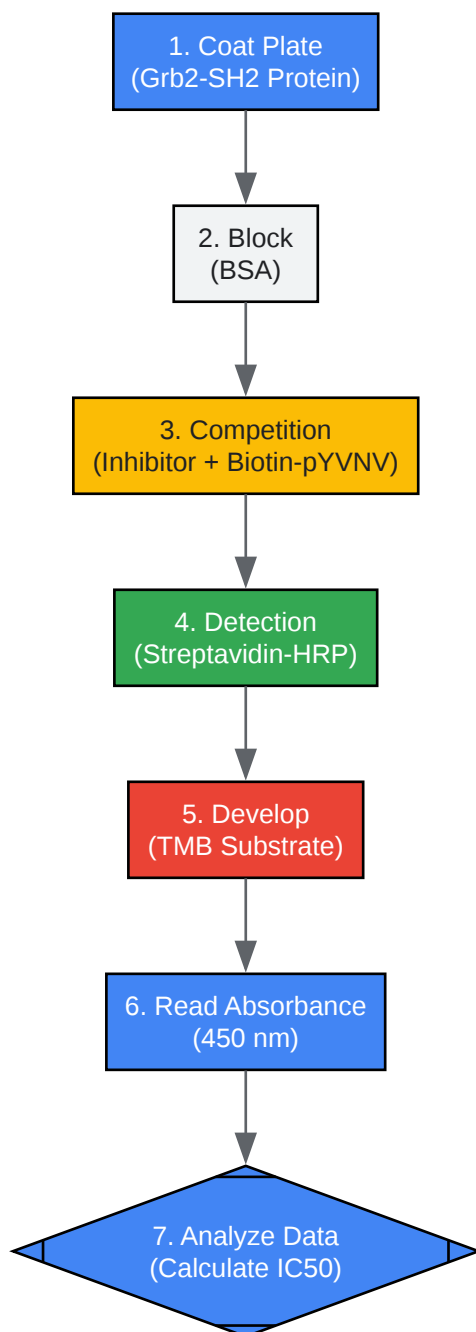 1. Coat Plate
(Grb2-SH2 Protein)
2. Block
(BSA)
3. Competition
(Inhibitor + Biotin-pYVNV)
4. Detection
(Streptavidin-HRP)
5. Develop
(TMB Substrate)
6. Read Absorbance
(450 nm)
7. Analyze Data
(Calculate IC50)